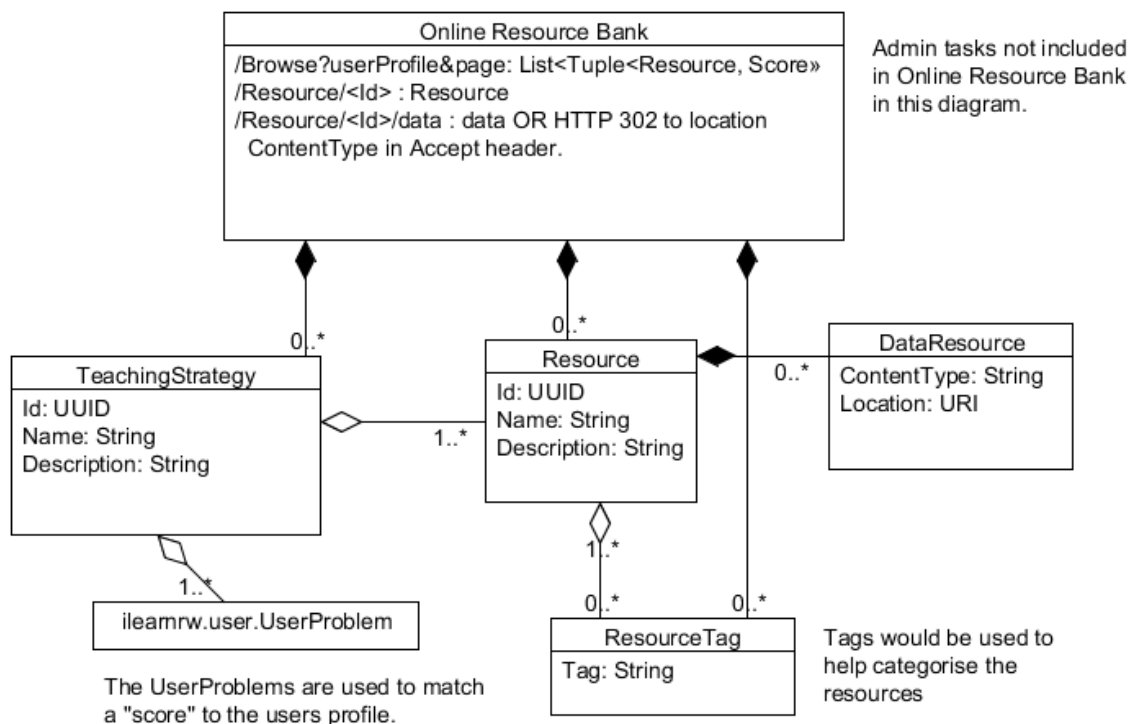 Online Resource Bank
/Browse?userProfile&page: List<Tuple<Resource, Score»
/Resource/<Id> : Resource
/Resource/<Id>/data : data OR HTTP 302 to location
ContentType in Accept header.
Admin tasks not included
in Online Resource Bank
in this diagram.
0..*
0..*
TeachingStrategy
Id: UUID
Name: String
Description: String
1..*
Resource
Id: UUID
Name: String
Description: String
0..*
DataResource
ContentType: String
Location: URI
1..*
1..*
0..*
0..*
ilearnrw.user.UserProblem
The UserProblems are used to match
a "score" to the users profile.
ResourceTag
Tag: String
Tags would be used to
help categorise the
resources